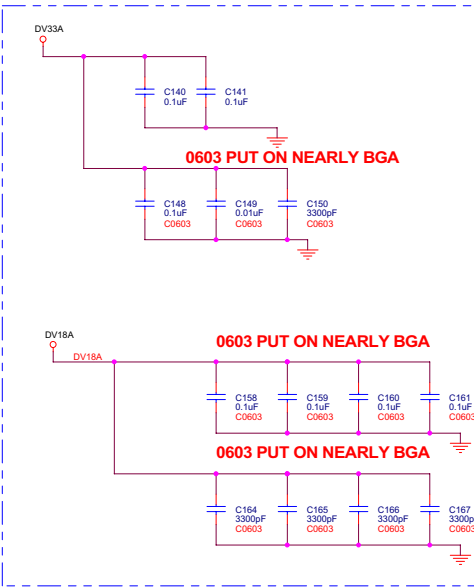 DV33A
C140
0.1uF
C141
0.1uF
0603 PUT ON NEARLY BGA
C148
0.1uF
C0603
C149
0.01uF
C0603
C150
3300pF
C0603
DV18A
DV18A
0603 PUT ON NEARLY BGA
C158
0.1uF
C0603
C159
0.1uF
C0603
C160
0.1uF
C0603
C161
0.1uF
C0603
0603 PUT ON NEARLY BGA
C164
3300pF
C0603
C165
3300pF
C0603
C166
3300pF
C0603
C167
3300p
C0603